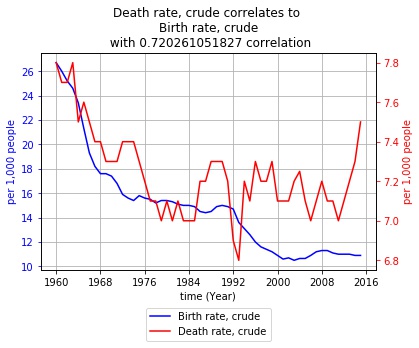 Death rate, crude correlates to
Birth rate, crude
with 0.720261051827 correlation
per 1,000 people
26
24
22
20
18
16
14
12
10
7.8
7.6
7.4
7.2
7.0
6.8
per 1,000 people
1960 1968 1976 1984 1992 2000 2008 2016
time (Year)
Birth rate, crude
Death rate, crude